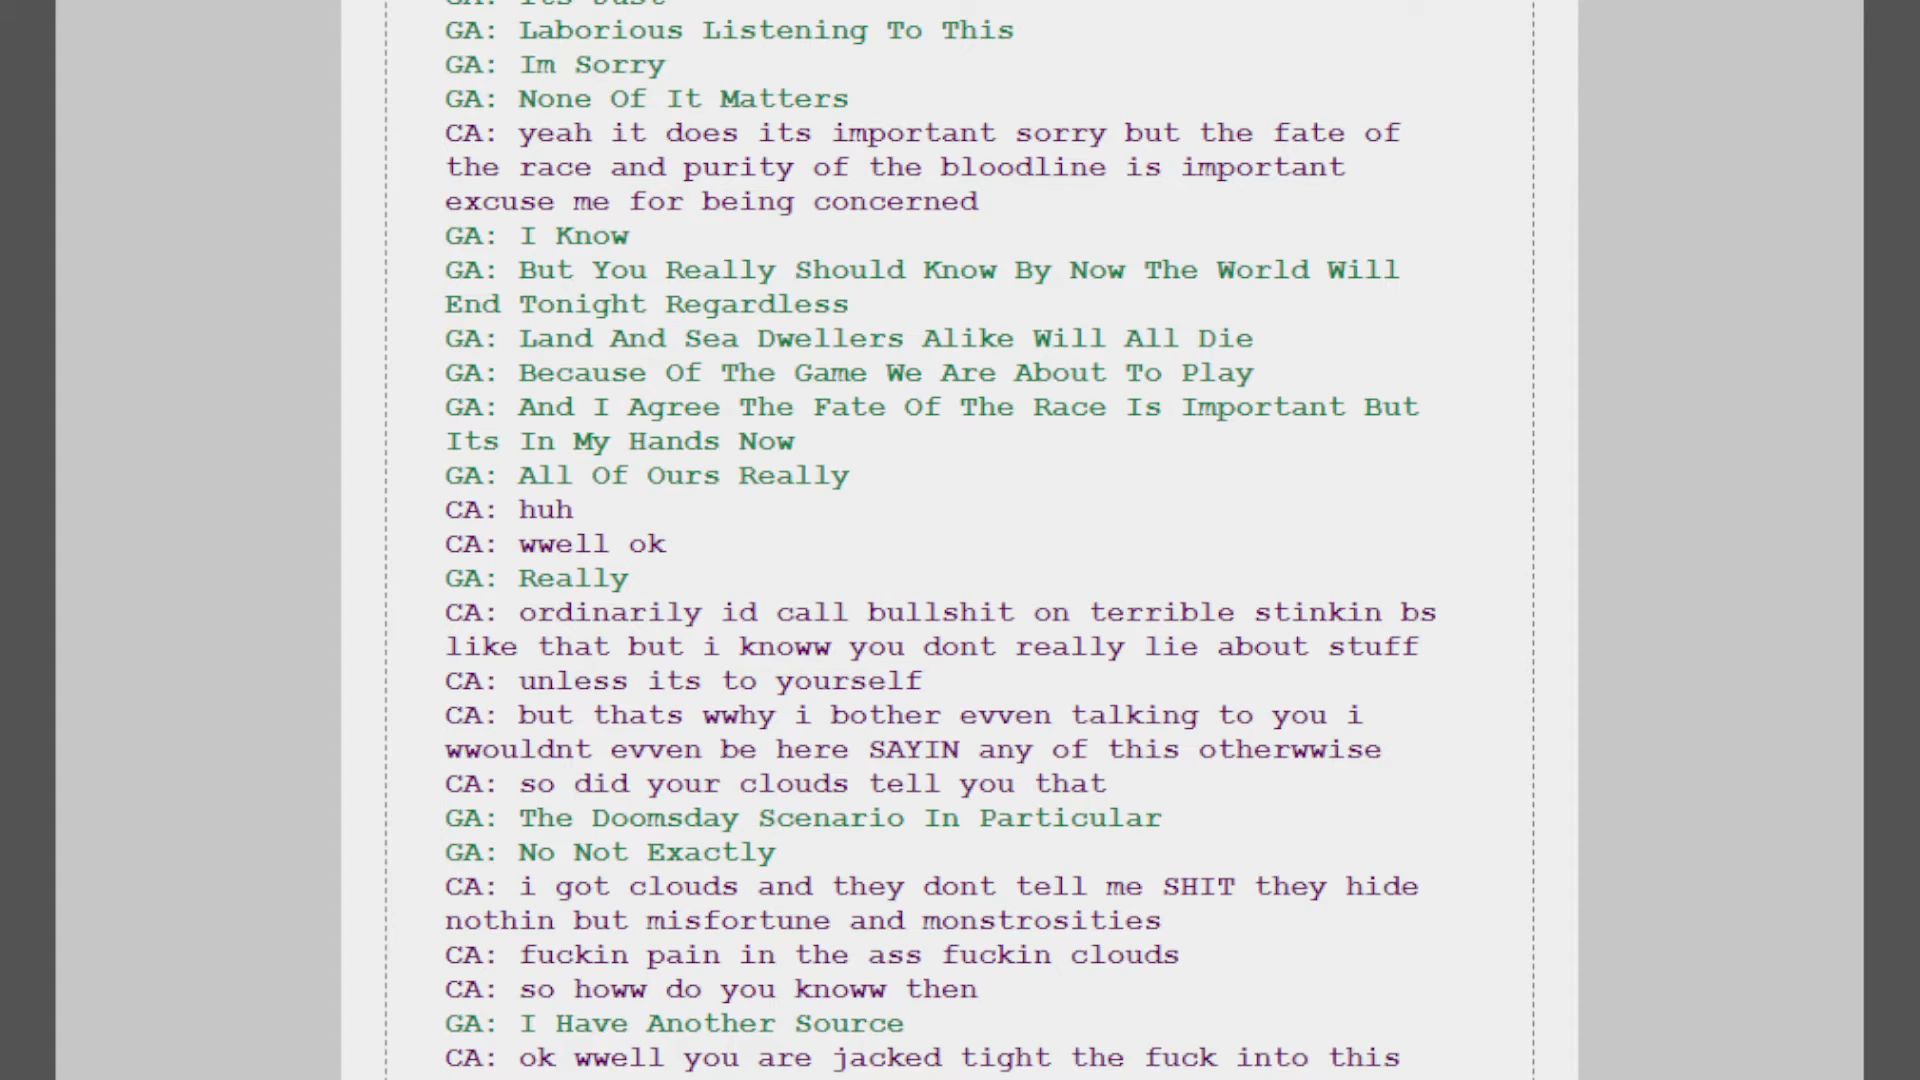 GA: Its Just
GA: Laborious Listening To This
GA: Im Sorry
GA: None Of It Matters
CA: yeah it does its important sorry but the fate of
the race and purity of the bloodline is important
excuse me for being concerned
GA: I Know
GA: But You Really Should Know By Now The World Will
End Tonight Regardless
GA: Land And Sea Dwellers Alike Will All Die
GA: Because Of The Game We Are About To Play
GA: And I Agree The Fate Of The Race Is Important But
Its In My Hands Now
GA: All Of Ours Really
CA: huh
CA: wwell ok
GA: Really
CA: ordinarily id call bullshit on terrible stinkin bs
like that but i knoww you dont really lie about stuff
CA: unless its to yourself
CA: but thats wwhy i bother evven talking to you i
wwouldnt evven be here SAYIN any of this otherwwise
CA: so did your clouds tell you that
GA: The Doomsday Scenario In Particular
GA: No Not Exactly
CA: i got clouds and they dont tell me SHIT they hide
nothin but misfortune and monstrosities
CA: fuckin pain in the ass fuckin clouds
CA: so howw do you knoww then
GA: I Have Another Source
CA: ok wwell you are jacked tight the fuck into this